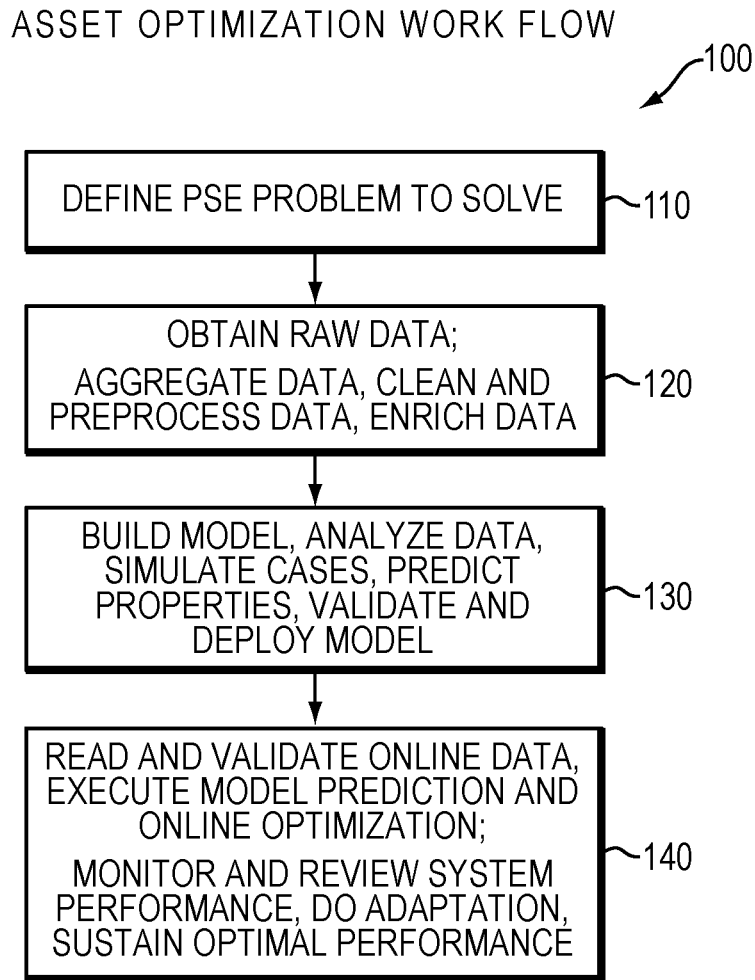 ASSET OPTIMIZATION WORK FLOW
100
DEFINE PSE PROBLEM TO SOLVE
110
OBTAIN RAW DATA;
AGGREGATE DATA, CLEAN AND
PREPROCESS DATA, ENRICH DATA
120
BUILD MODEL, ANALYZE DATA,
SIMULATE CASES, PREDICT
PROPERTIES, VALIDATE AND
DEPLOY MODEL
130
READ AND VALIDATE ONLINE DATA,
EXECUTE MODEL PREDICTION AND
ONLINE OPTIMIZATION;
MONITOR AND REVIEW SYSTEM
PERFORMANCE, DO ADAPTATION,
SUSTAIN OPTIMAL PERFORMANCE
140